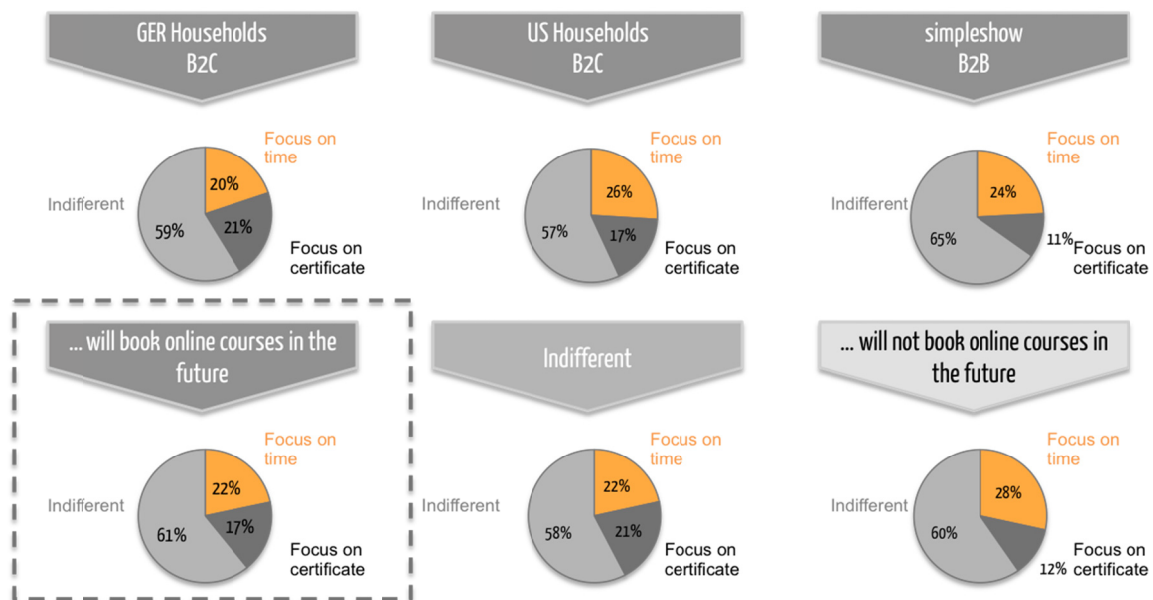 GER Households
B2C
US Households
B2C
simpleshow
B2B
Focus on
time
20%
Indifferent
59%
21%
Focus on
certificate
Focus on
time
26%
Indifferent
57%
17%
Focus on
certificate
Focus on
time
24%
Indifferent
65%
11%
Focus on
certificate
... will book online courses in the
future
Indifferent
... will not book online courses in
the future
Focus on
time
22%
Indifferent
61%
17%
Focus on
certificate
Focus on
time
22%
Indifferent
58%
21%
Focus on
certificate
Focus on
time
28%
Indifferent
60%
12%
Focus on
certificate